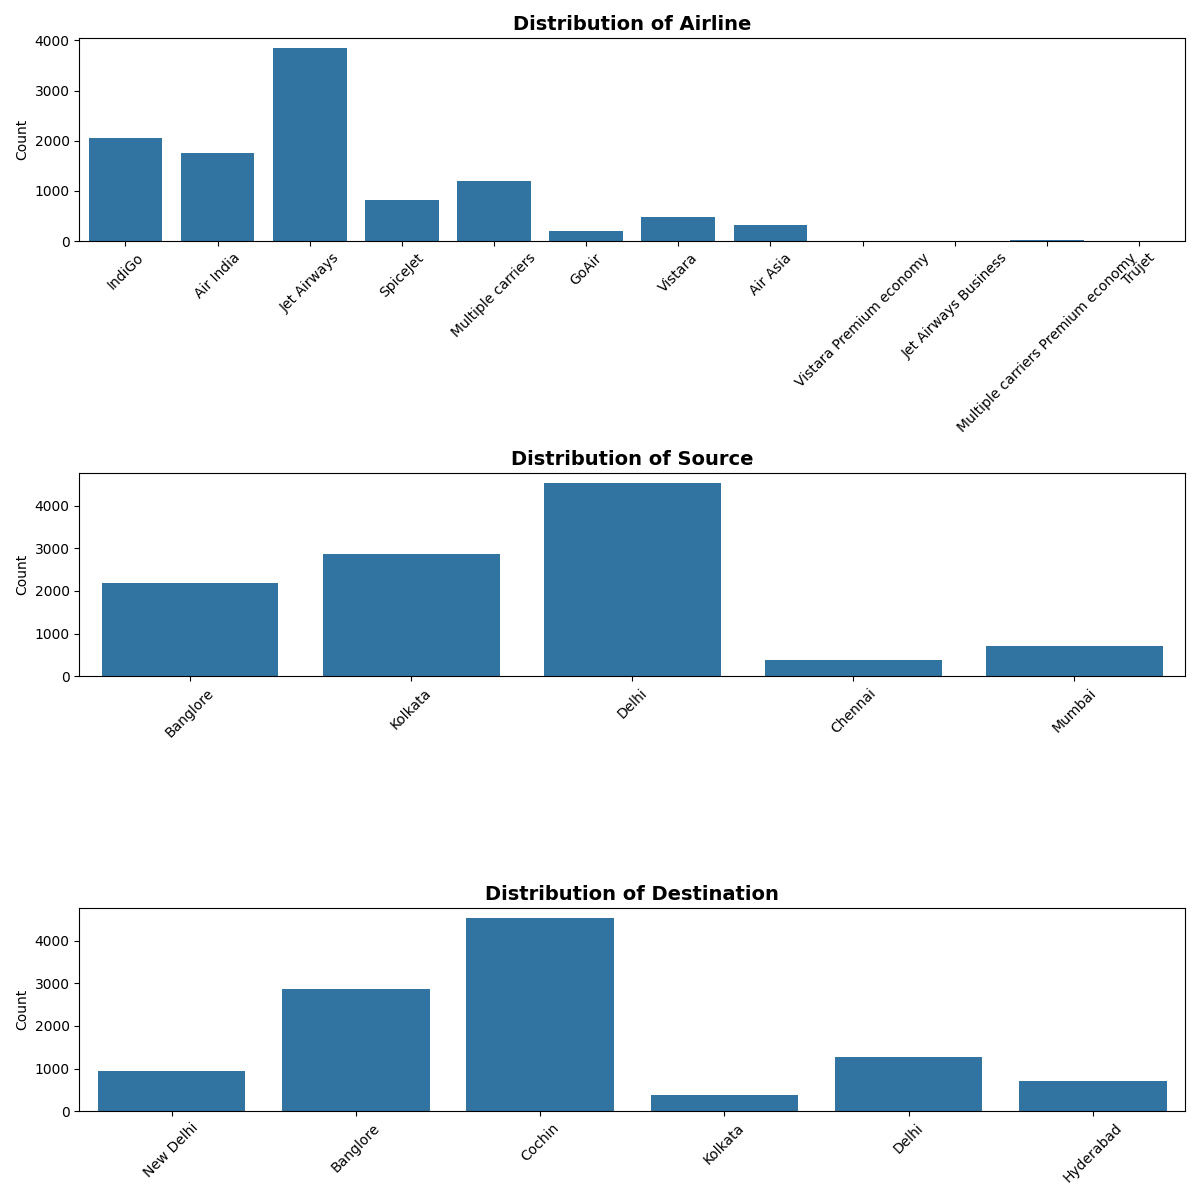 Distribution of Airline
Count
4000
3000
2000
1000
0
IndiGo
Air India
Jet Airways
SpiceJet
Multiple carriers
GoAir
Vistara
Air Asia
Vistara Premium economy
Jet Airways Business
Multiple carriers Premium economy
Trujet
Distribution of Source
Count
4000
3000
2000
1000
0
Banglore
Kolkata
Delhi
Chennai
Mumbai
Distribution of Destination
Count
4000
3000
2000
1000
0
New Delhi
Banglore
Cochin
Kolkata
Delhi
Hyderabad